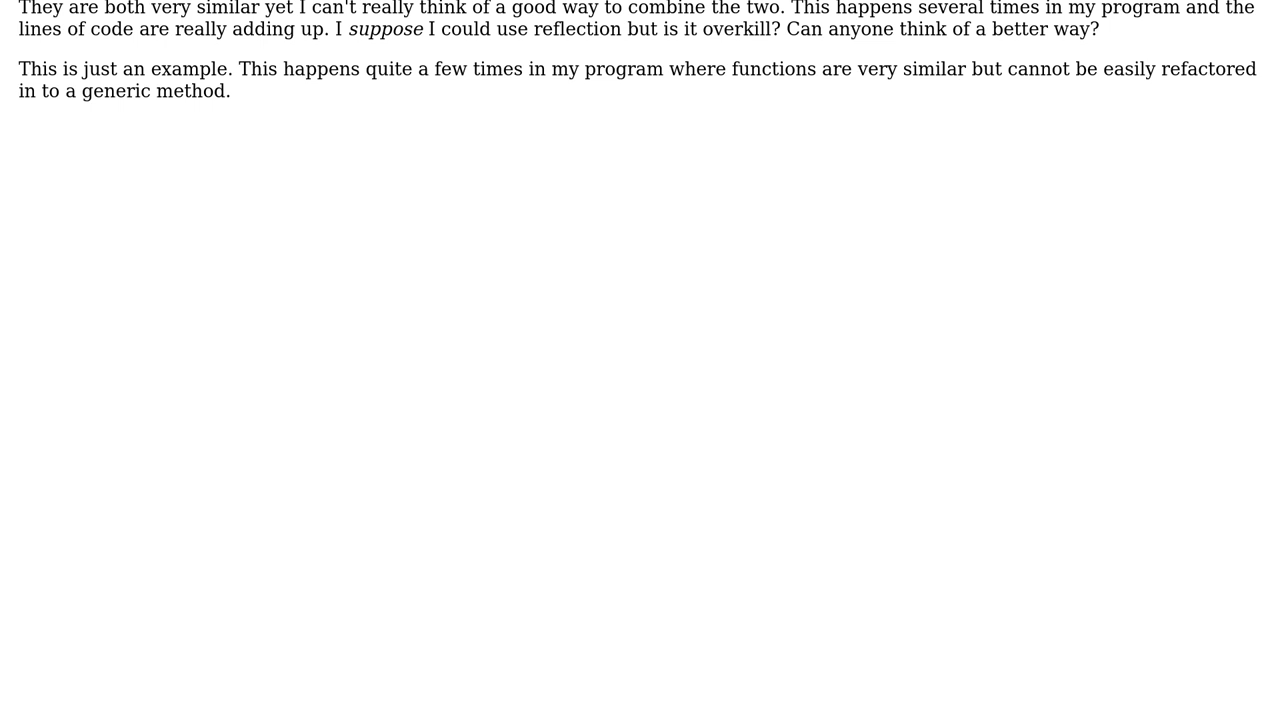 They are both very similar yet I can't really think of a good way to combine the two. This happens several times in my program and the
lines of code are really adding up. I suppose I could use reflection but is it overkill? Can anyone think of a better way?
This is just an example. This happens quite a few times in my program where functions are very similar but cannot be easily refactored
in to a generic method.